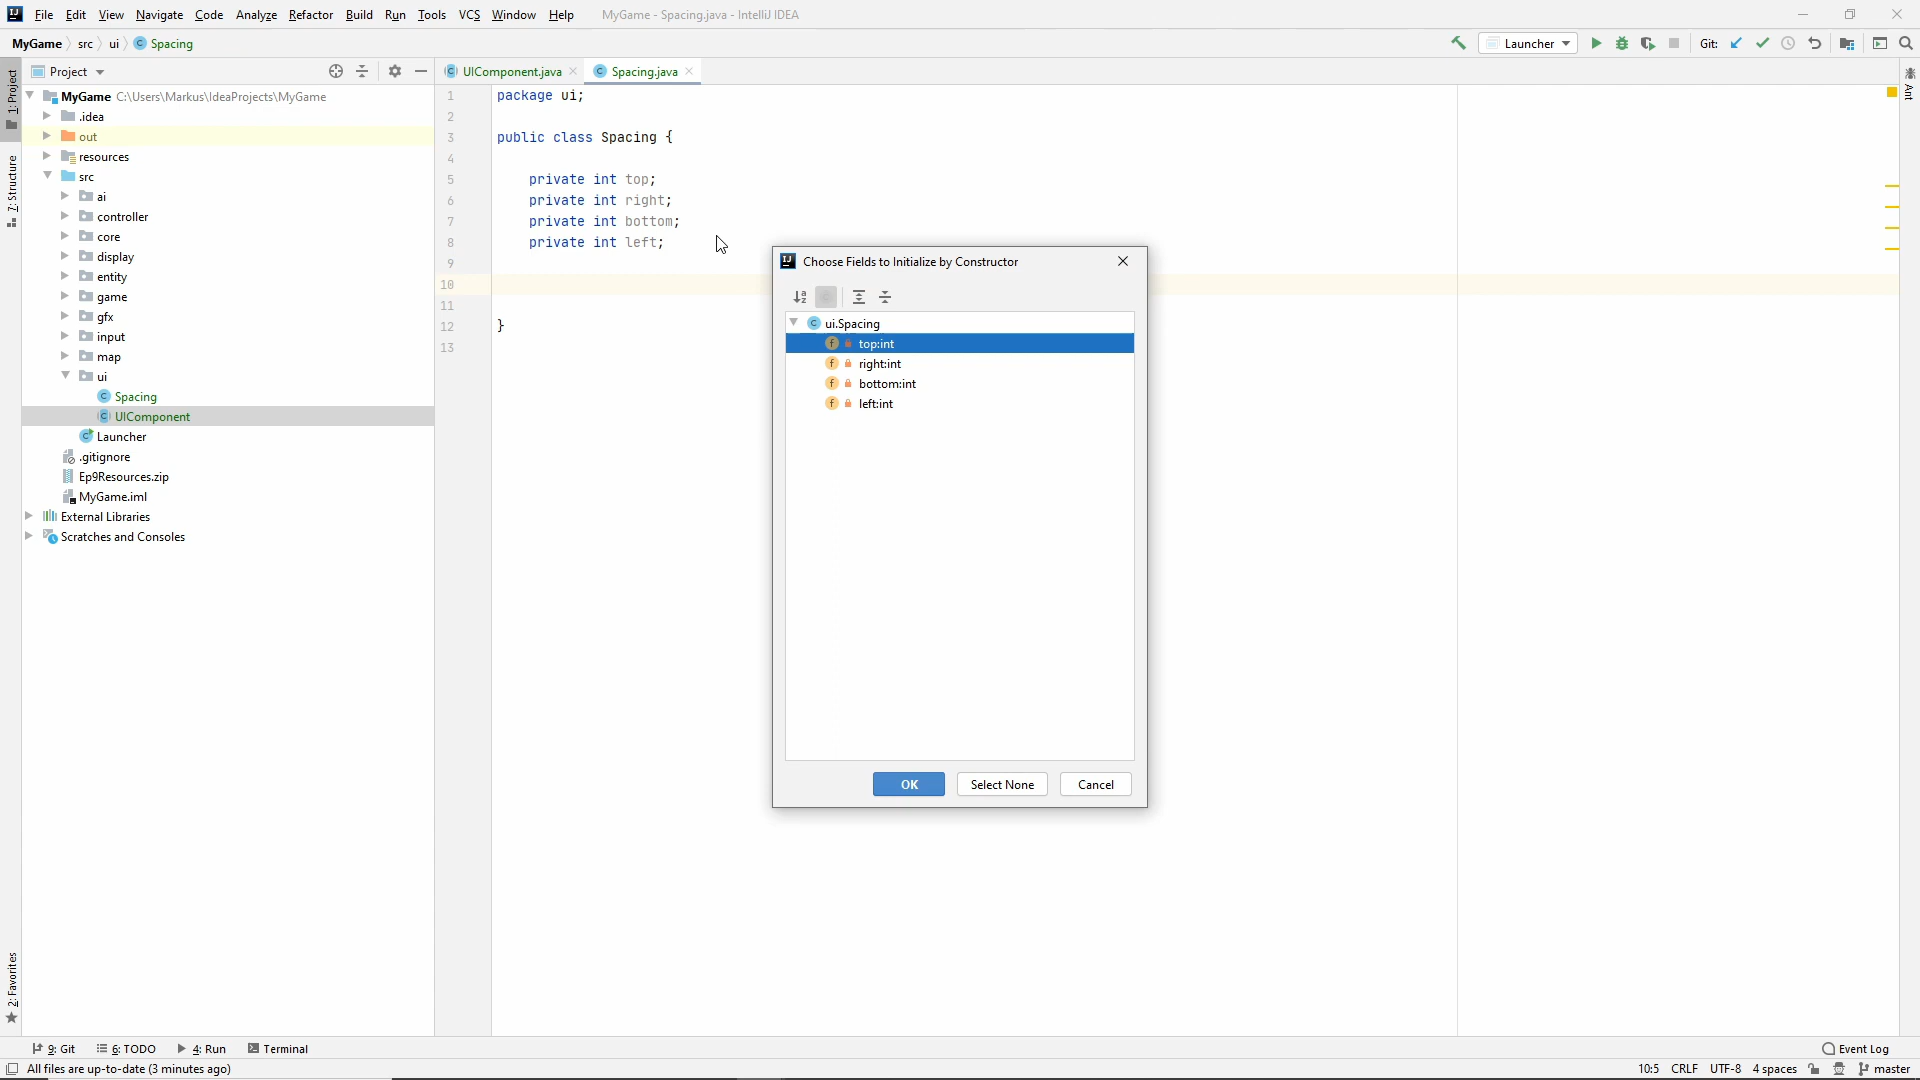 File Edit View Navigate Code Analyze Refactor Build Run Tools VCS Window Help MyGame - Spacing.java - IntelliJ IDEA
MyGame src ui Spacing Launcher Git:
Project UIComponent.java Spacing.java
1: Project
7: Structure
2: Favorites
Ant
MyGame C:\Users\Markus\IdeaProjects\MyGame
.idea
out
resources
src
ai
controller
core
display
entity
game
gfx
input
map
ui
Spacing
UIComponent
Launcher
.gitignore
Ep9Resources.zip
MyGame.iml
External Libraries
Scratches and Consoles
1 package ui;
2
3 public class Spacing {
4
5 private int top;
6 private int right;
7 private int bottom;
8 private int left;
9
10
11
12 }
13
Choose Fields to Initialize by Constructor
ui.Spacing
top:int
right:int
bottom:int
left:int
OK Select None Cancel
9: Git 6: TODO 4: Run Terminal Event Log
All files are up-to-date (3 minutes ago) 10:5 CRLF UTF-8 4 spaces master